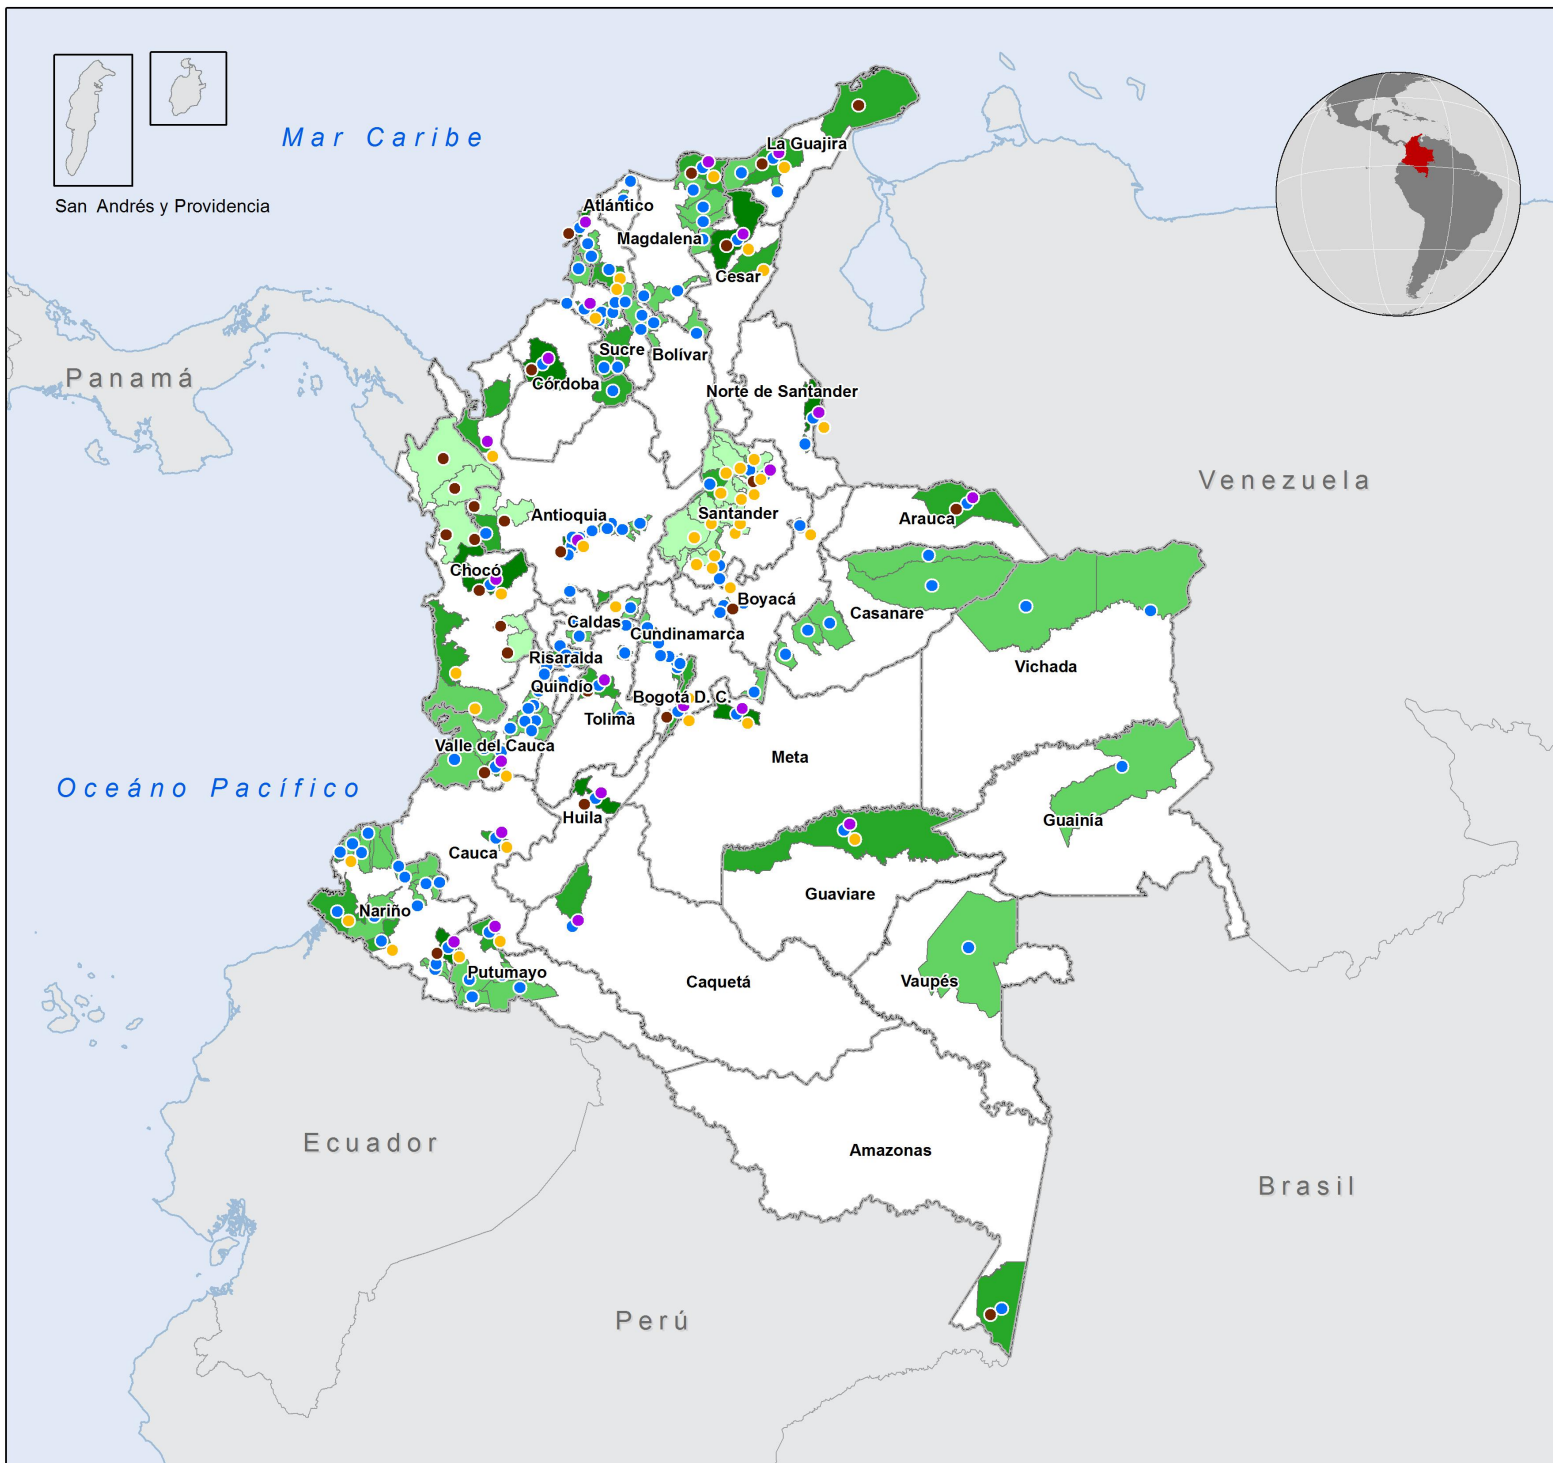 Mar Caribe
La Guajira
San Andrés y Providencia
Atlántico
Magdalena
Cesar
Sucre
Bolívar
Panamá
Córdoba
Norte de Santander
Venezuela
Antioquia
Santander
Arauca
Chocó
Boyacá
Casanare
Caldas
Cundinamarca
Risaralda
Vichada
Quindío
Bogotá D. C.
Tolima
Valle del Cauca
Meta
Oceáno Pacífico
Huila
Guainía
Cauca
Guaviare
Nariño
Putumayo
Caquetá
Vaupés
Ecuador
Amazonas
Brasil
Perú